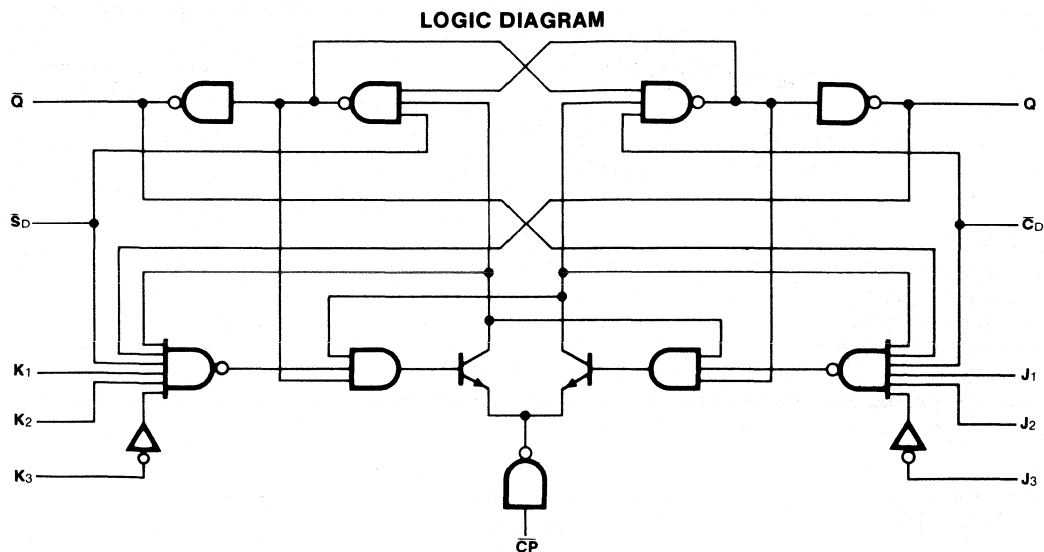 LOGIC DIAGRAM
Q̅
Q
S̅D
C̅D
K1
J1
K2
J2
K3
J3
C̅P̅